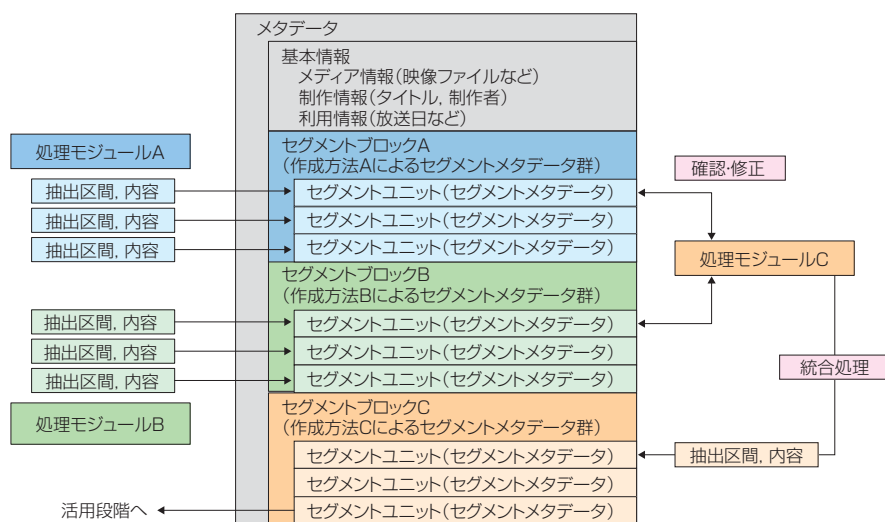 メタデータ
基本情報
メディア情報(映像ファイルなど)
制作情報(タイトル, 制作者)
利用情報(放送日など)
処理モジュールA
セグメントブロックA
(作成方法Aによるセグメントメタデータ群)
抽出区間, 内容
セグメントユニット(セグメントメタデータ)
抽出区間, 内容
セグメントユニット(セグメントメタデータ)
抽出区間, 内容
セグメントユニット(セグメントメタデータ)
確認・修正
処理モジュールC
セグメントブロックB
(作成方法Bによるセグメントメタデータ群)
抽出区間, 内容
セグメントユニット(セグメントメタデータ)
抽出区間, 内容
セグメントユニット(セグメントメタデータ)
抽出区間, 内容
セグメントユニット(セグメントメタデータ)
統合処理
処理モジュールB
セグメントブロックC
(作成方法Cによるセグメントメタデータ群)
セグメントユニット(セグメントメタデータ)
抽出区間, 内容
セグメントユニット(セグメントメタデータ)
活用段階へ
セグメントユニット(セグメントメタデータ)